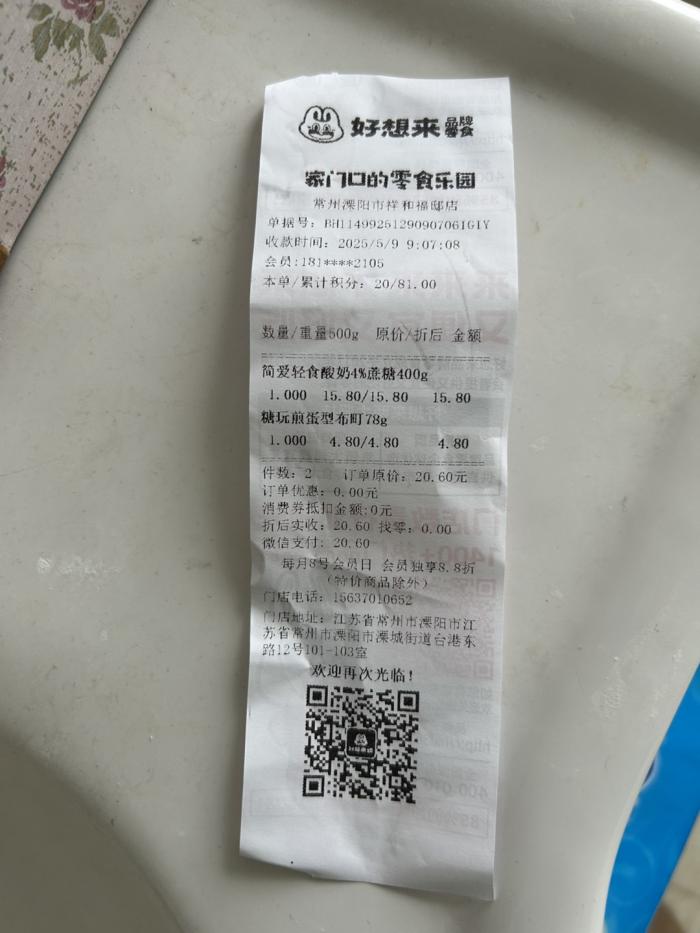 好想来 品牌零食
家门口的零食乐园
常州溧阳市祥和福邸店
单据号：BH1149925129090706IGIY
收款时间：2025/5/9 9:07:08
会员:181****2105
本单/累计积分：20/81.00
数量/重量500g 原价/折后 金额
简爱轻食酸奶4%蔗糖400g
1.000 15.80/15.80 15.80
糖玩煎蛋型布町78g
1.000 4.80/4.80 4.80
件数：2 订单原价：20.60元
订单优惠：0.00元
消费券抵扣金额:0元
折后实收：20.60 找零：0.00
微信支付：20.60
每月8号会员日 会员独享8.8折
（特价商品除外）
门店电话：15637010652
门店地址：江苏省常州市溧阳市江
苏省常州市溧阳市溧城街道台港东
路12号101-103室
欢迎再次光临！